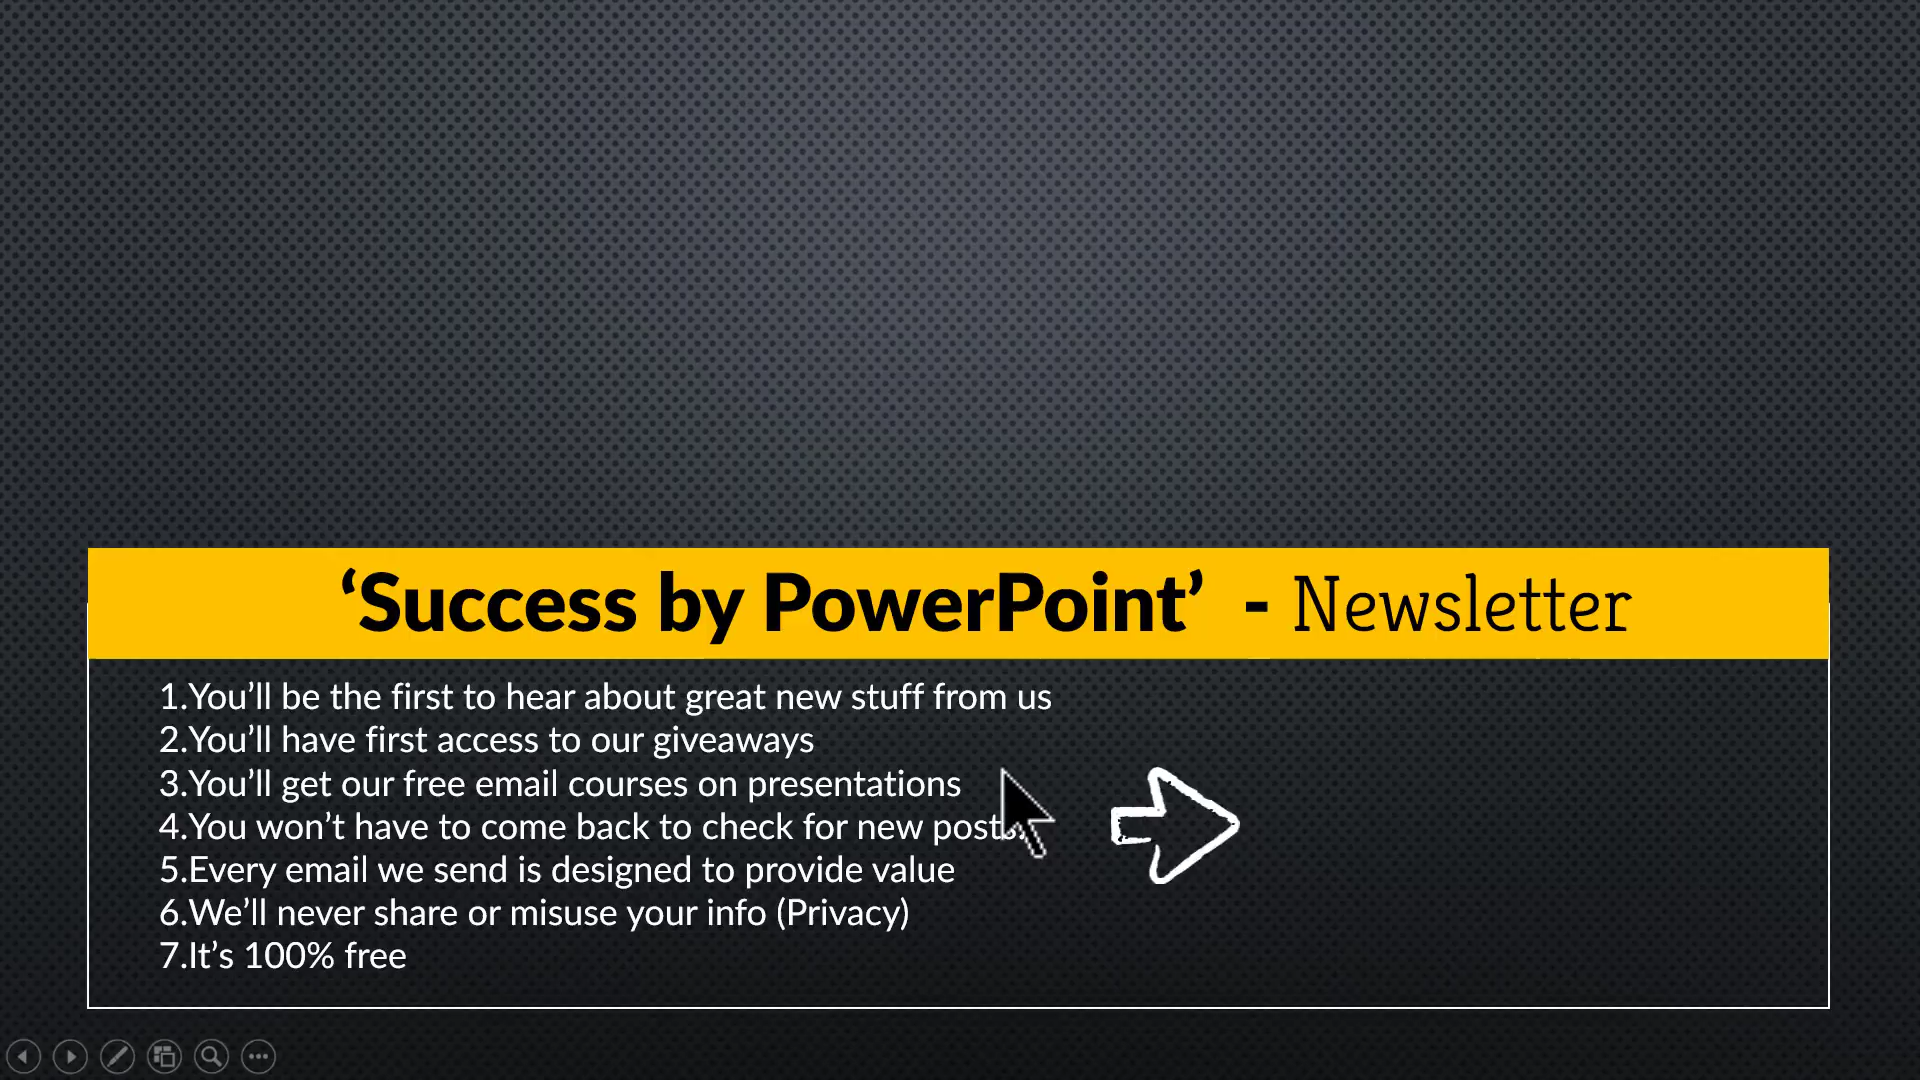 ‘Success by PowerPoint’ - Newsletter
1.You’ll be the first to hear about great new stuff from us
2.You’ll have first access to our giveaways
3.You’ll get our free email courses on presentations
4.You won’t have to come back to check for new posts.
5.Every email we send is designed to provide value
6.We’ll never share or misuse your info (Privacy)
7.It’s 100% free